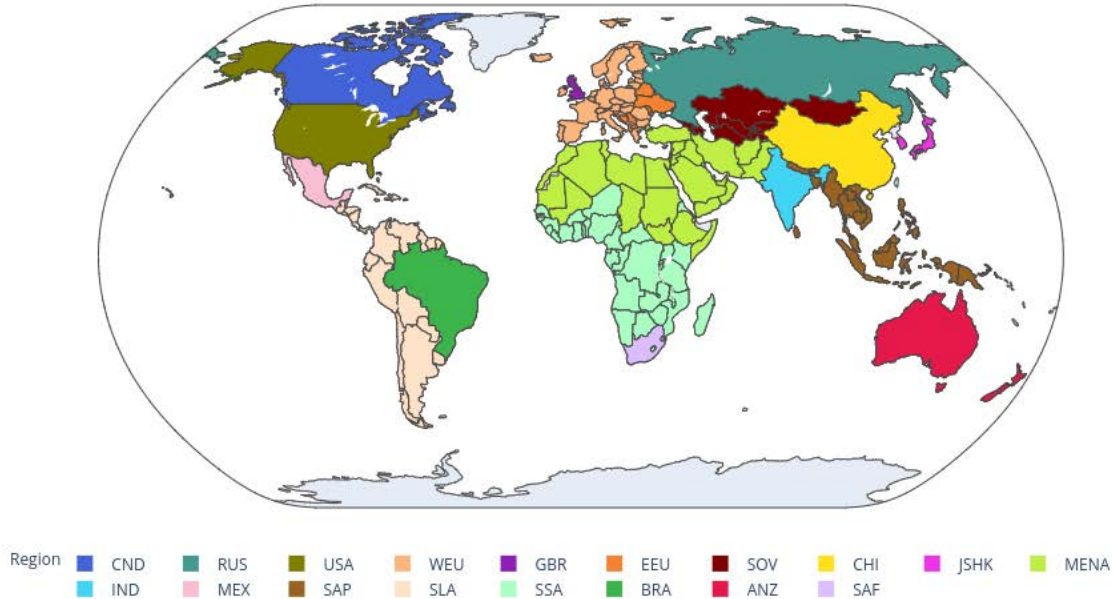 Region CND RUS USA WEU GBR EEU SOV CHI JSHK MENA
IND MEX SAP SLA SSA BRA ANZ SAF